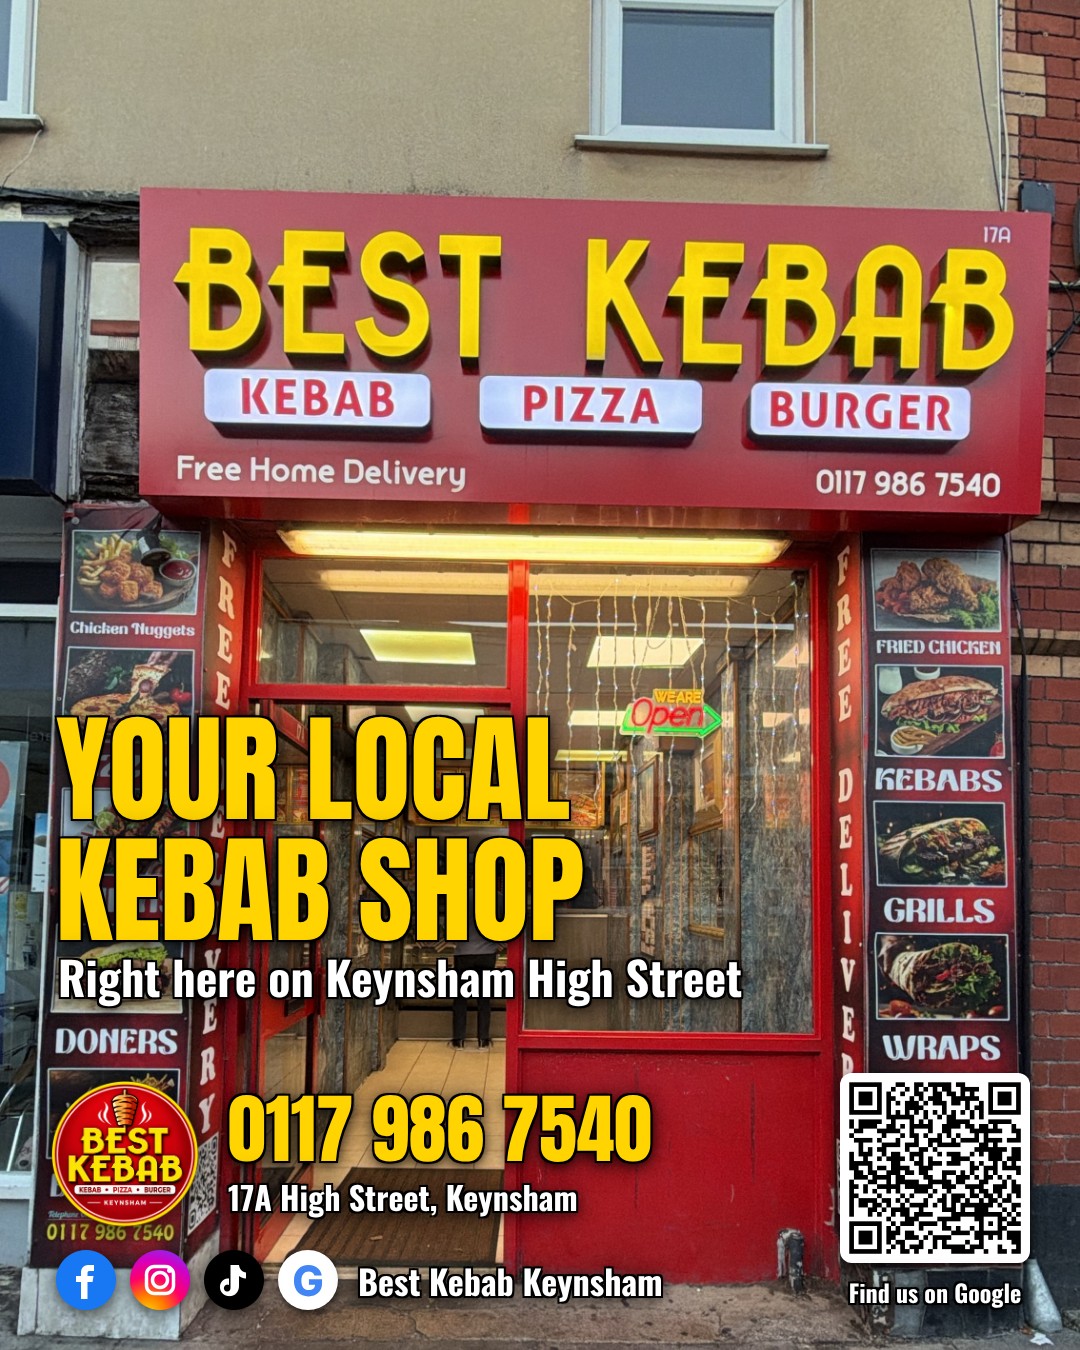 17A
BEST KEBAB
KEBAB
PIZZA
BURGER
Free Home Delivery
0117 986 7540
Chicken Nuggets
FREE
FREE DELIVERY
FRIED CHICKEN
KEBABS
GRILLS
WRAPS
WE ARE
Open
YOUR LOCAL
KEBAB SHOP
Right here on Keynsham High Street
DONERS
BEST
KEBAB
KEBAB • PIZZA • BURGER
KEYNSHAM
0117 986 7540
17A High Street, Keynsham
Telephone
0117 986 7540
Best Kebab Keynsham
Find us on Google